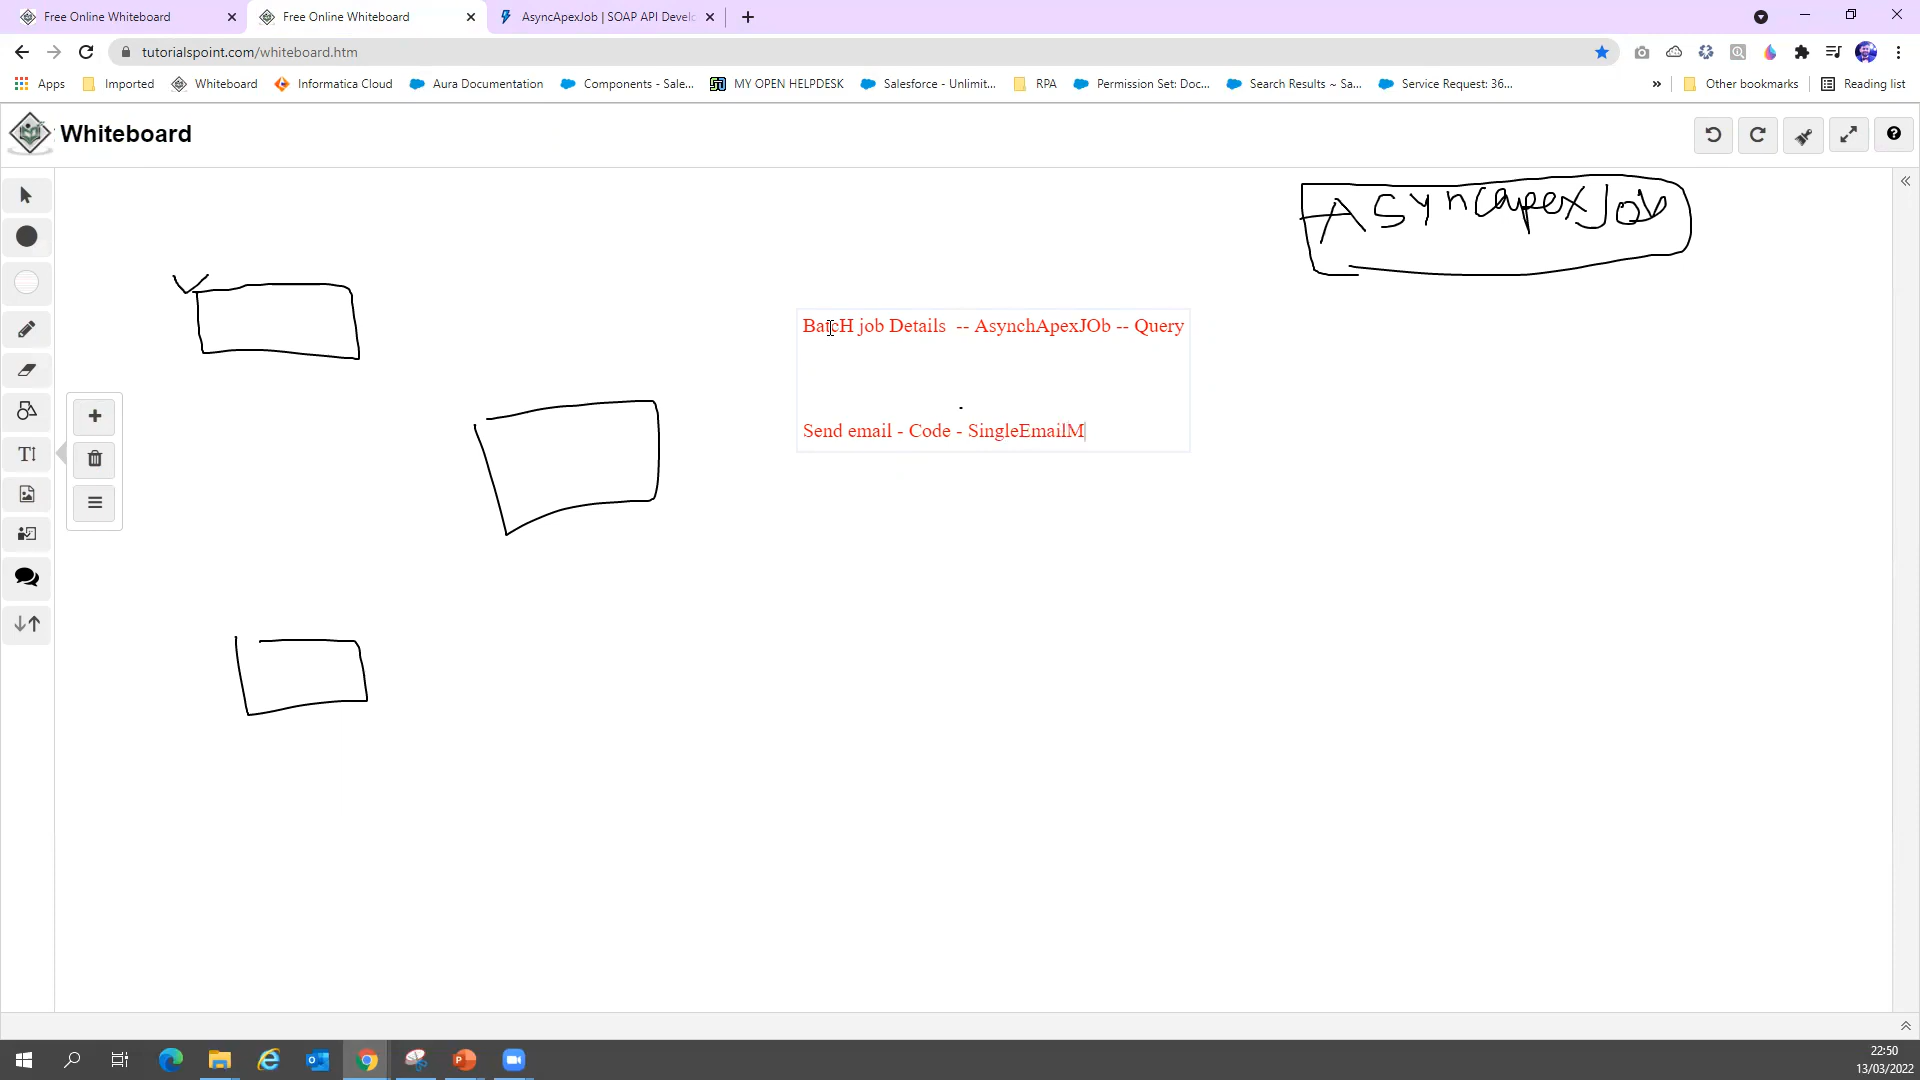 Free Online Whiteboard
Free Online Whiteboard
AsyncApexJob | SOAP API Develo
tutorialspoint.com/whiteboard.htm
Apps
Imported
Whiteboard
Informatica Cloud
Aura Documentation
Components - Sale...
MY OPEN HELPDESK
Salesforce - Unlimit...
RPA
Permission Set: Doc...
Search Results ~ Sa...
Service Request: 36...
»
Other bookmarks
Reading list
Whiteboard
AsyncapexJob
BatcH job Details -- AsynchApexJOb -- Query
Send email - Code - SingleEmailM
22:50
13/03/2022